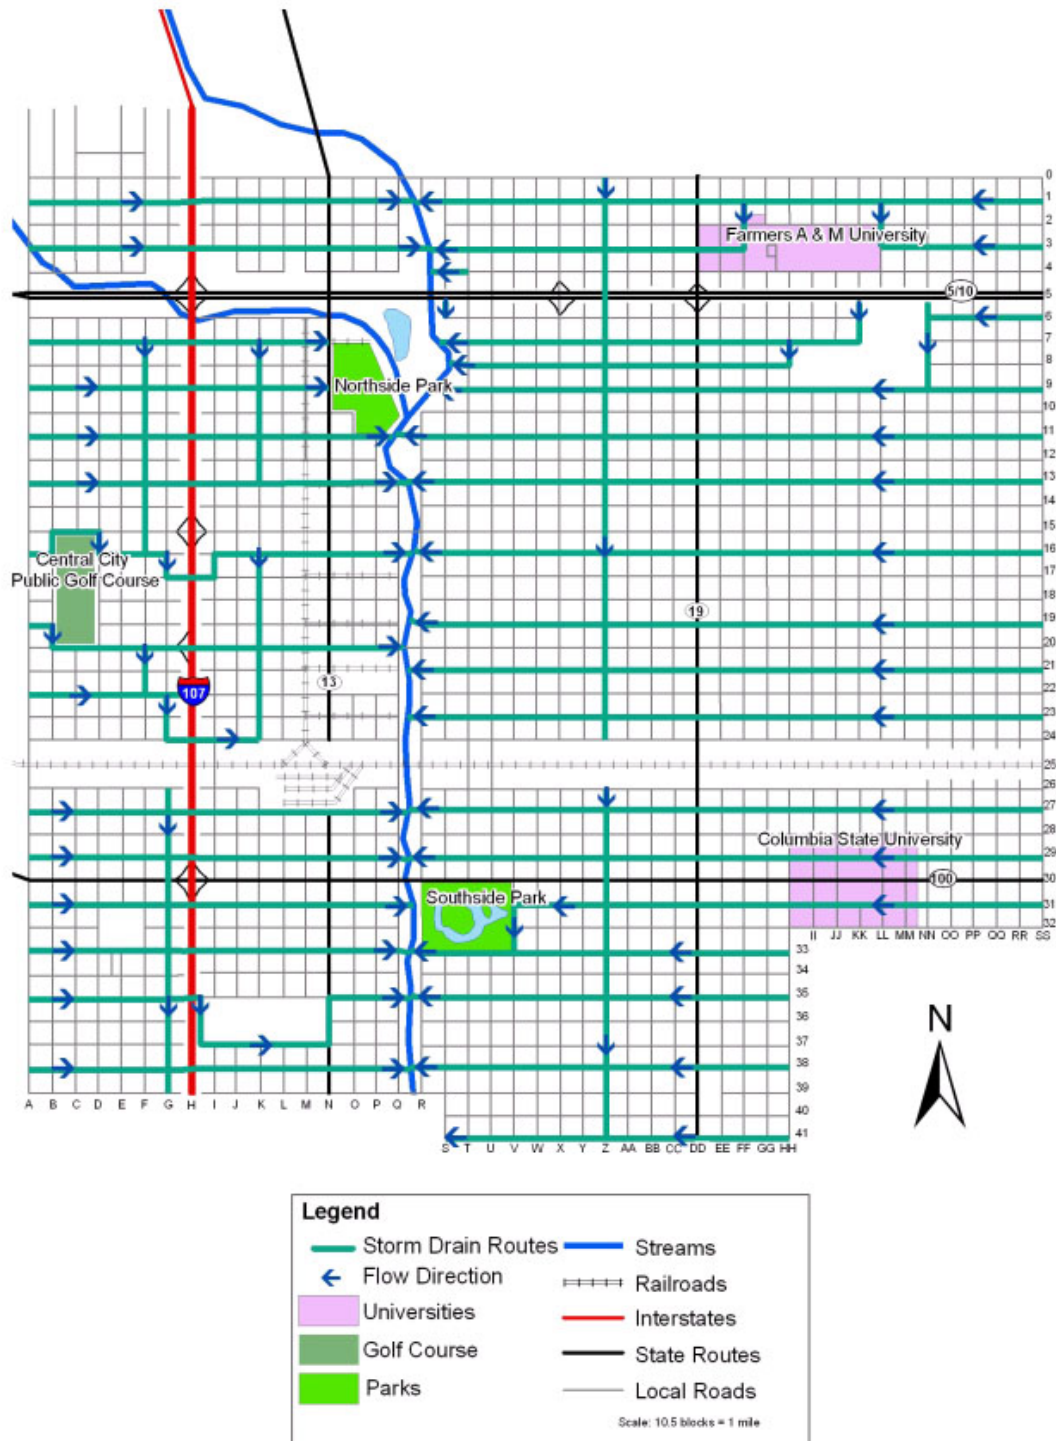 0
1
2
Farmers A & M University
3
4
5/10
5
6
7
8
Northside Park
9
10
11
12
13
14
15
Central City
16
Public Golf Course
17
18
19
19
20
107
13
21
22
23
24
25
26
27
28
Columbia State University
29
100
30
Southside Park
31
32
II JJ KK LL MM NN OO PP QQ RR SS
33
34
35
36
37
38
39
A B C D E F G H I J K L M N O P Q R
40
41
S T U V W X Y Z AA BB CC DD EE FF GG HH
N
Legend
Storm Drain Routes
Streams
Flow Direction
Railroads
Universities
Interstates
Golf Course
State Routes
Parks
Local Roads
Scale: 10.5 blocks = 1 mile